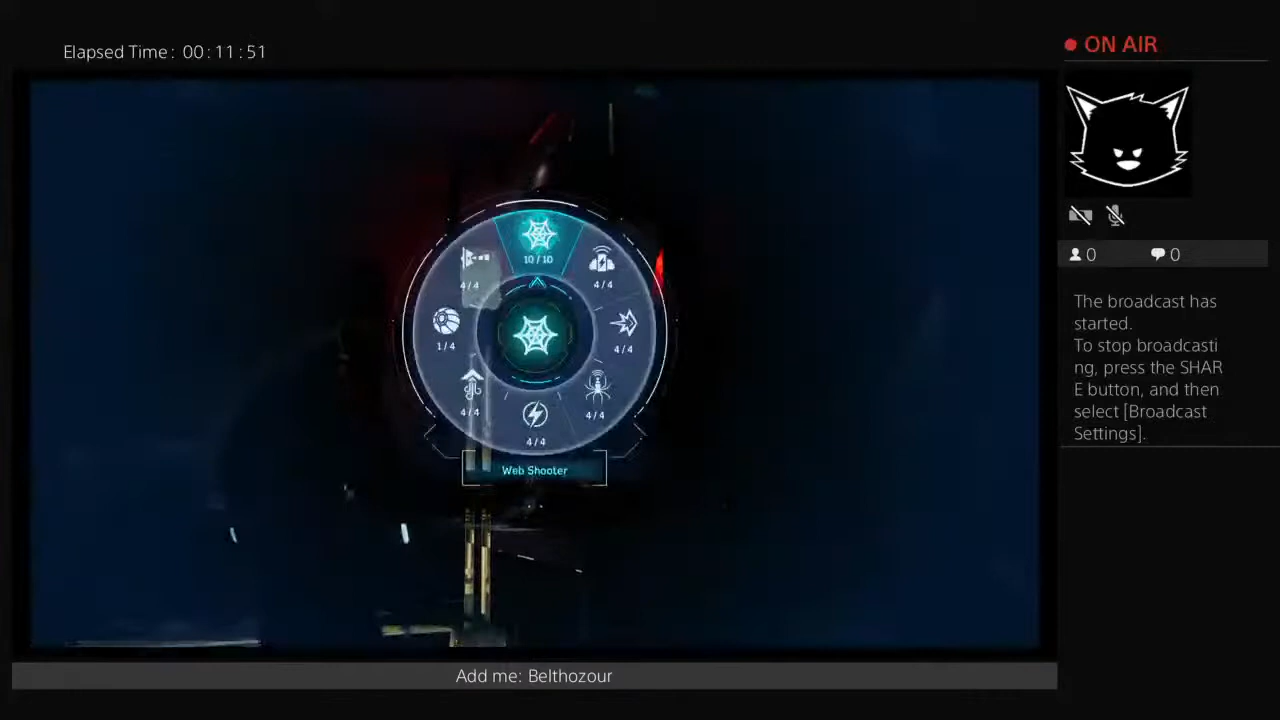 Elapsed Time: 00:11:51
ON AIR
10/10
4/4
4/4
4/4
1/4
4/4
4/4
4/4
Web Shooter
0
0
The broadcast has
started.
To stop broadcasti
ng, press the SHAR
E button, and then
select [Broadcast
Settings].
Add me: Belthozour